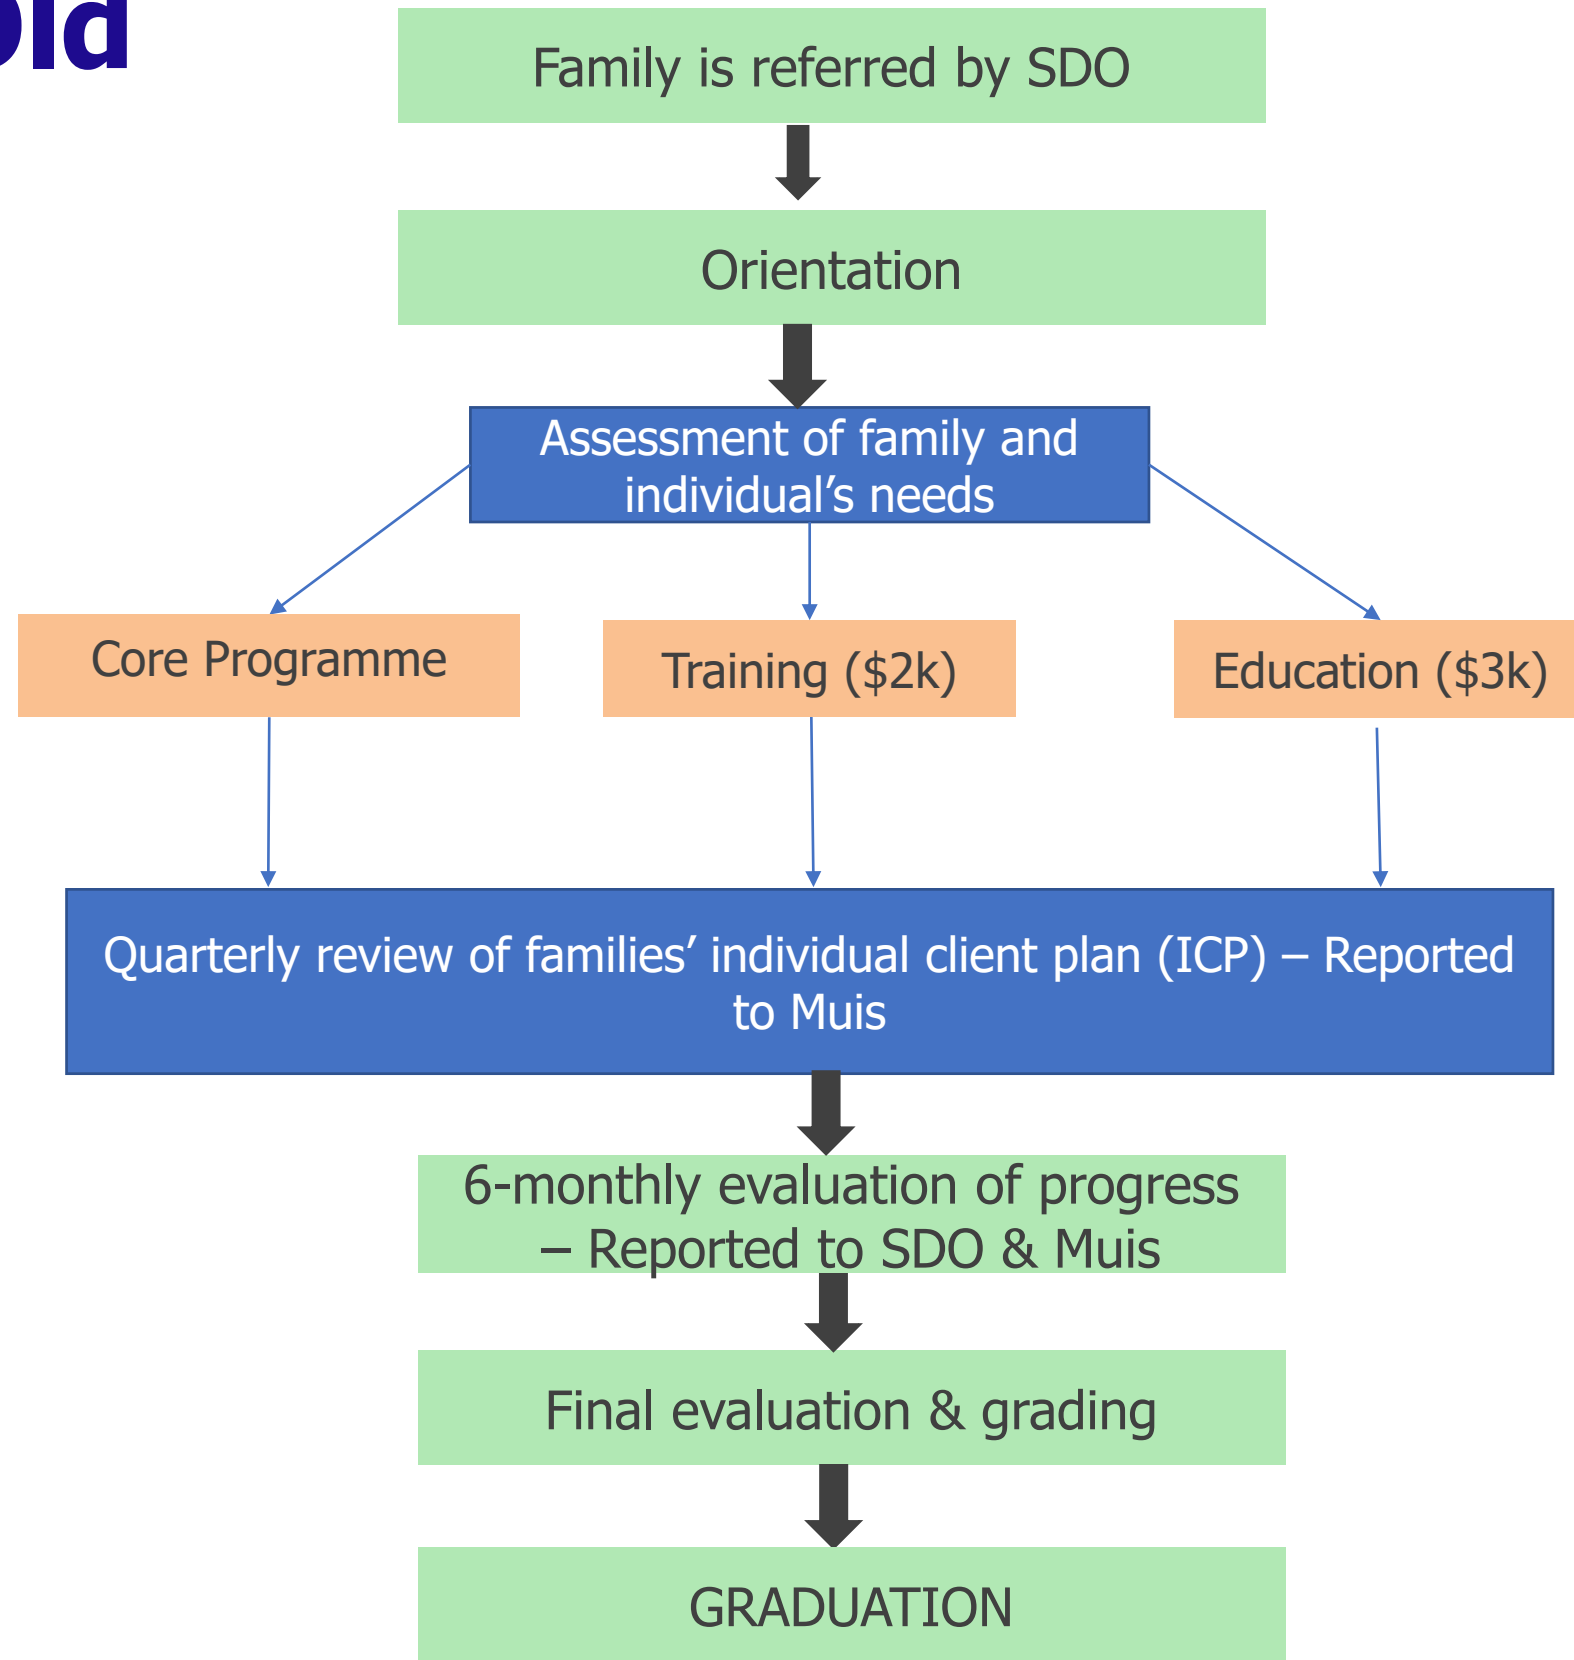 Old
Family is referred by SDO
Orientation
Assessment of family and
individual’s needs
Core Programme
Training ($2k)
Education ($3k)
Quarterly review of families’ individual client plan (ICP) – Reported
to Muis
6-monthly evaluation of progress
– Reported to SDO & Muis
Final evaluation & grading
GRADUATION